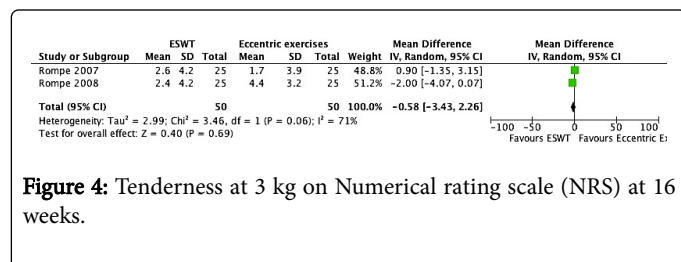 ESWT Eccentric exercises Mean Difference Mean Difference
Study or Subgroup Mean SD Total Mean SD Total Weight IV, Random, 95% CI IV, Random, 95% CI
Rompe 2007 2.6 4.2 25 1.7 3.9 25 48.8% 0.90 [-1.35, 3.15]
Rompe 2008 2.4 4.2 25 4.4 3.2 25 51.2% -2.00 [-4.07, 0.07]
Total (95% CI) 50 50 100.0% -0.58 [-3.43, 2.26]
Heterogeneity: Tau² = 2.99; Chi² = 3.46, df = 1 (P = 0.06); I² = 71%
Test for overall effect: Z = 0.40 (P = 0.69)
-100 -50 0 50 100
Favours ESWT Favours Eccentric Ex
Figure 4: Tenderness at 3 kg on Numerical rating scale (NRS) at 16
weeks.